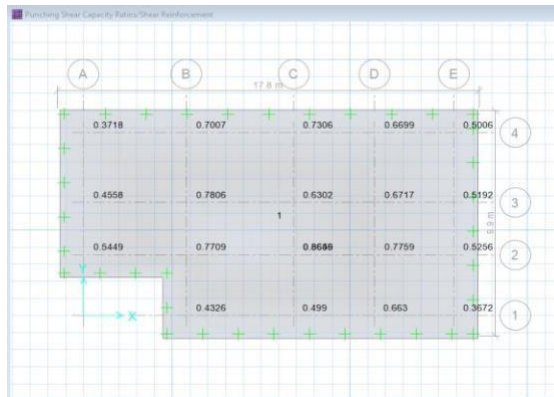 Punching Shear Capacity Ratios/Shear Reinforcement
A B C D E
17.8 m
0.3718 0.7007 0.7306 0.6699 0.5006 4
0.4558 0.7806 0.6302 0.6717 0.5192 3
9.9 m
1
0.5449 0.7709 0.7759 0.5256 2
Y
X
0.4326 0.499 0.663 0.3672 1